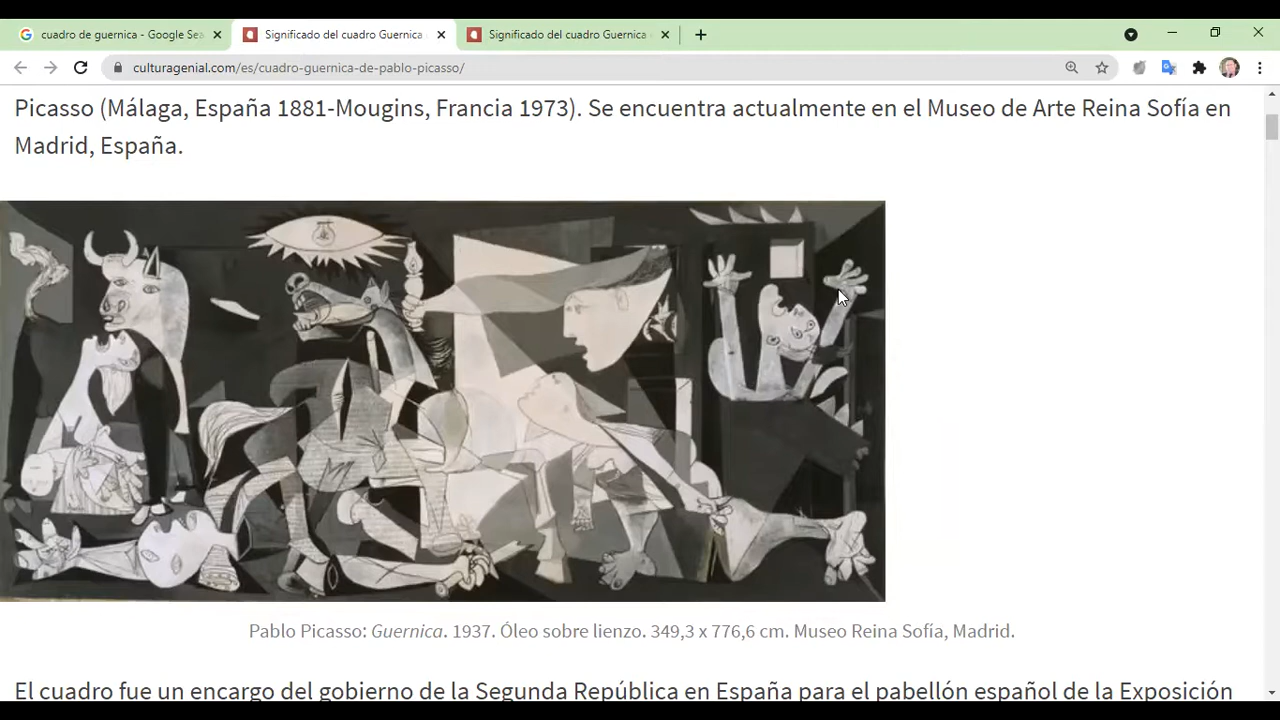 cuadro de guernica - Google Sea
Significado del cuadro Guernica
Significado del cuadro Guernica
culturagenial.com/es/cuadro-guernica-de-pablo-picasso/
Picasso (Málaga, España 1881-Mougins, Francia 1973). Se encuentra actualmente en el Museo de Arte Reina Sofía en
Madrid, España.
Pablo Picasso: Guernica. 1937. Óleo sobre lienzo. 349,3 x 776,6 cm. Museo Reina Sofía, Madrid.
El cuadro fue un encargo del gobierno de la Segunda República en España para el pabellón español de la Exposición